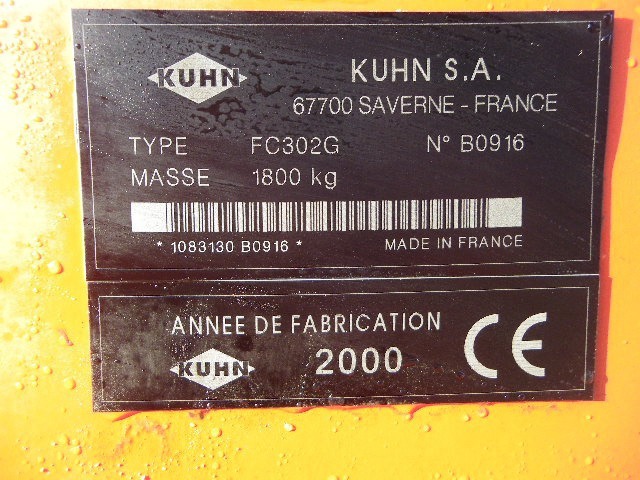 KUHN KUHN S.A.
67700 SAVERNE - FRANCE
TYPE FC302G N° B0916
MASSE 1800 kg
* 1083130 B0916 * MADE IN FRANCE
ANNEE DE FABRICATION CE
KUHN 2000